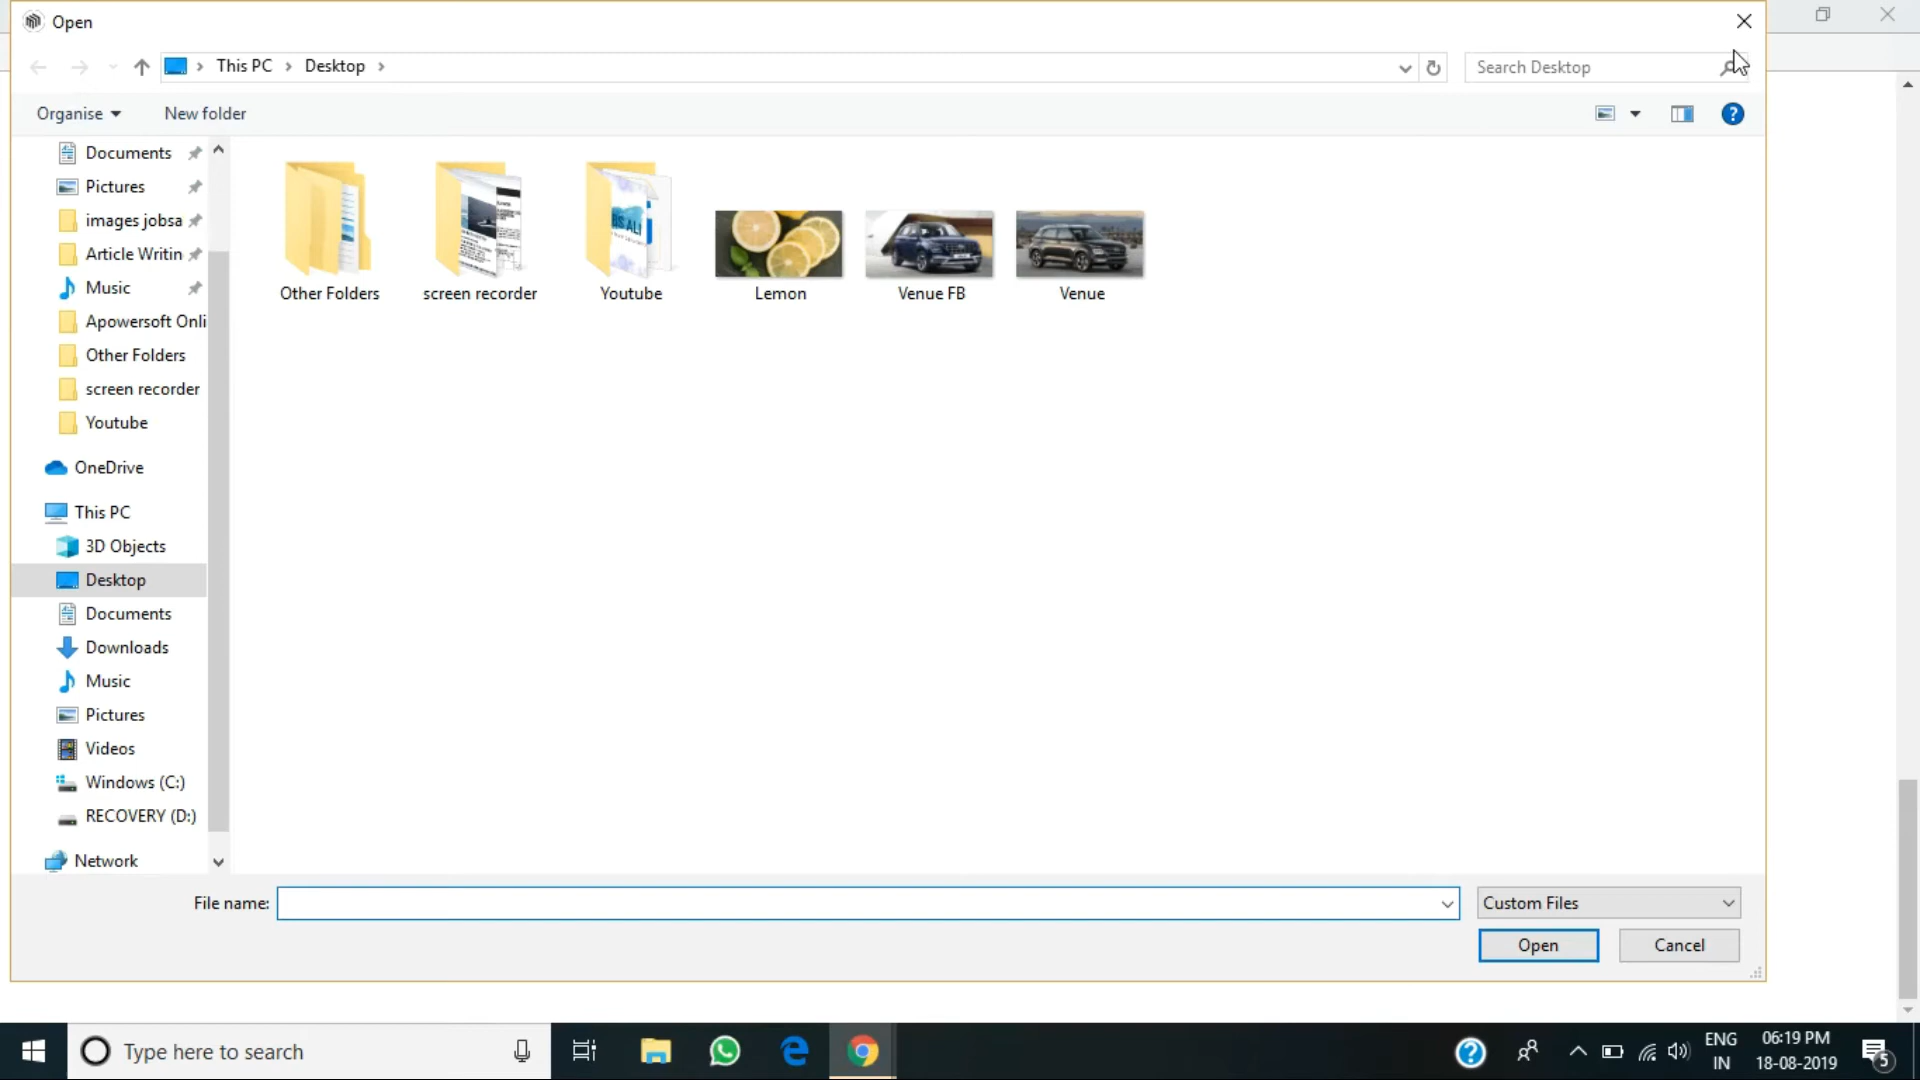 Open
This PC
Desktop
Search Desktop
Organise
New folder
?
Documents
Pictures
images jobsa
Article Writin
Music
Apowersoft Onli
Other Folders
screen recorder
Youtube
OneDrive
This PC
3D Objects
Desktop
Documents
Downloads
Music
Pictures
Videos
Windows (C:)
RECOVERY (D:)
Network
Other Folders
screen recorder
Youtube
Lemon
Venue FB
Venue
File name:
Custom Files
Open
Cancel
Type here to search
?
ENG
IN
06:19 PM
18-08-2019
5